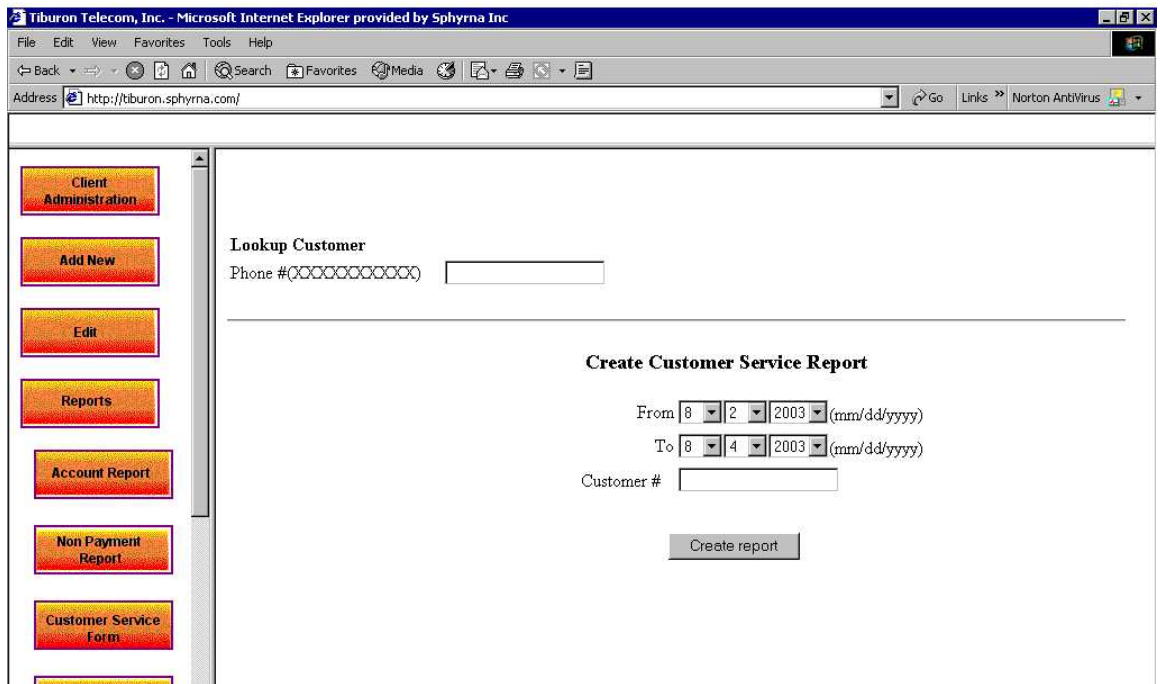 Tiburon Telecom, Inc. - Microsoft Internet Explorer provided by Sphyrna Inc
File Edit View Favorites Tools Help
Back Search Favorites Media
Address http://tiburon.sphyrna.com/ Go Links » Norton AntiVirus
Client
Administration
Add New
Edit
Reports
Account Report
Non Payment
Report
Customer Service
Form
Lookup Customer
Phone #(XXXXXXXXXXXX)
Create Customer Service Report
From 8 2 2003 (mm/dd/yyyy)
To 8 4 2003 (mm/dd/yyyy)
Customer #
Create report